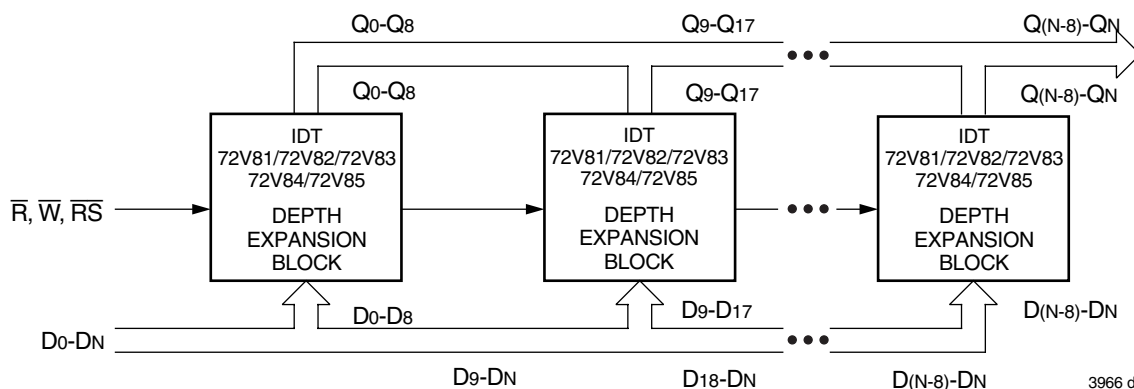 Q0-Q8 Q9-Q17 Q(N-8)-QN
Q0-Q8 Q9-Q17 Q(N-8)-QN
IDT
72V81/72V82/72V83
72V84/72V85
DEPTH
EXPANSION
BLOCK
IDT
72V81/72V82/72V83
72V84/72V85
DEPTH
EXPANSION
BLOCK
IDT
72V81/72V82/72V83
72V84/72V85
DEPTH
EXPANSION
BLOCK
R̅, W̅, R̅S̅
D0-D8 D9-D17 D(N-8)-DN
D0-DN
D9-DN D18-DN D(N-8)-DN
3966 d